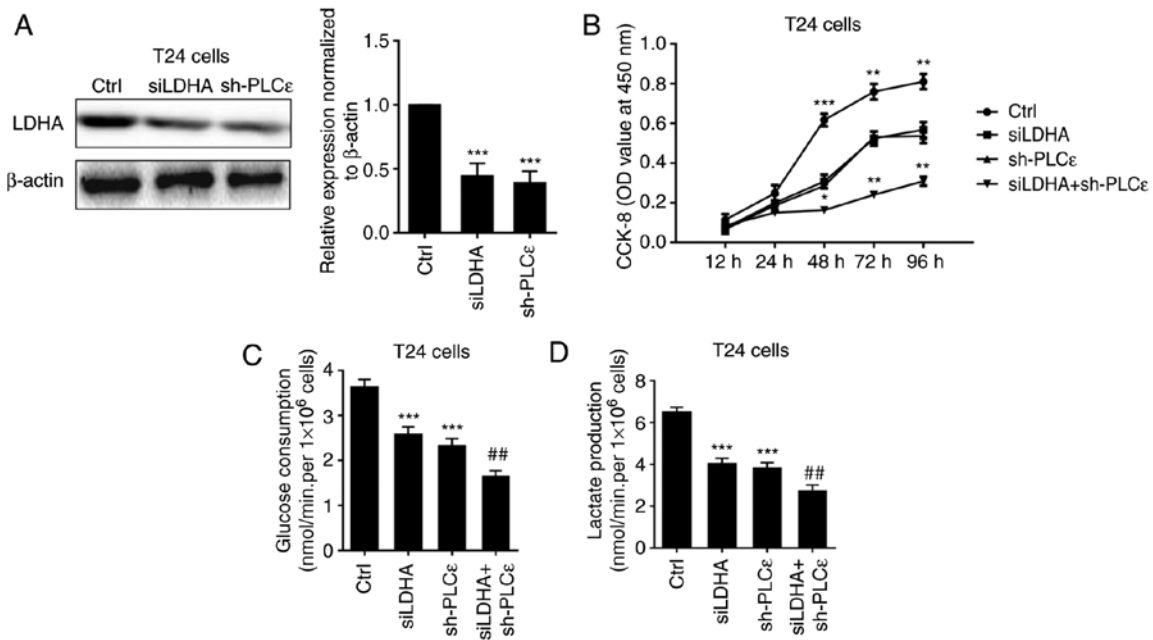 A
T24 cells
Ctrl siLDHA sh-PLCε
LDHA
β-actin
Relative expression normalized
to β-actin
1.5
1.0
0.5
0.0
*** ***
Ctrl
siLDHA
sh-PLCε
B
T24 cells
CCK-8 (OD value at 450 nm)
1.0
0.8
0.6
0.4
0.2
0.0
*** ** **
* ** **
12 h 24 h 48 h 72 h 96 h
Ctrl
siLDHA
sh-PLCε
siLDHA+sh-PLCε
C
T24 cells
Glucose consumption
(nmol/min.per 1×10⁶ cells)
4
3
2
1
0
*** *** ##
Ctrl
siLDHA
sh-PLCε
siLDHA+
sh-PLCε
D
T24 cells
Lactate production
(nmol/min.per 1×10⁶ cells)
8
6
4
2
0
*** *** ##
Ctrl
siLDHA
sh-PLCε
siLDHA+
sh-PLCε